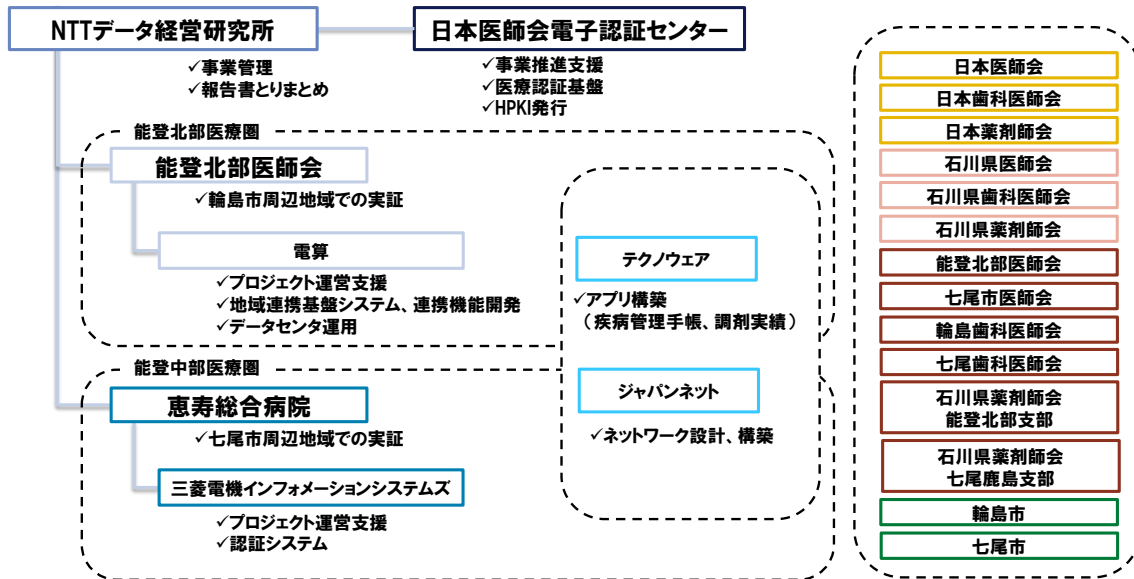 NTTデータ経営研究所
✓事業管理
✓報告書とりまとめ
日本医師会電子認証センター
✓事業推進支援
✓医療認証基盤
✓HPKI発行
能登北部医療圏
能登北部医師会
✓輪島市周辺地域での実証
電算
✓プロジェクト運営支援
✓地域連携基盤システム、連携機能開発
✓データセンタ運用
能登中部医療圏
恵寿総合病院
✓七尾市周辺地域での実証
三菱電機インフォメーションシステムズ
✓プロジェクト運営支援
✓認証システム
テクノウェア
✓アプリ構築
（疾病管理手帳、調剤実績）
ジャパンネット
✓ネットワーク設計、構築
日本医師会
日本歯科医師会
日本薬剤師会
石川県医師会
石川県歯科医師会
石川県薬剤師会
能登北部医師会
七尾市医師会
輪島歯科医師会
七尾歯科医師会
石川県薬剤師会
能登北部支部
石川県薬剤師会
七尾鹿島支部
輪島市
七尾市